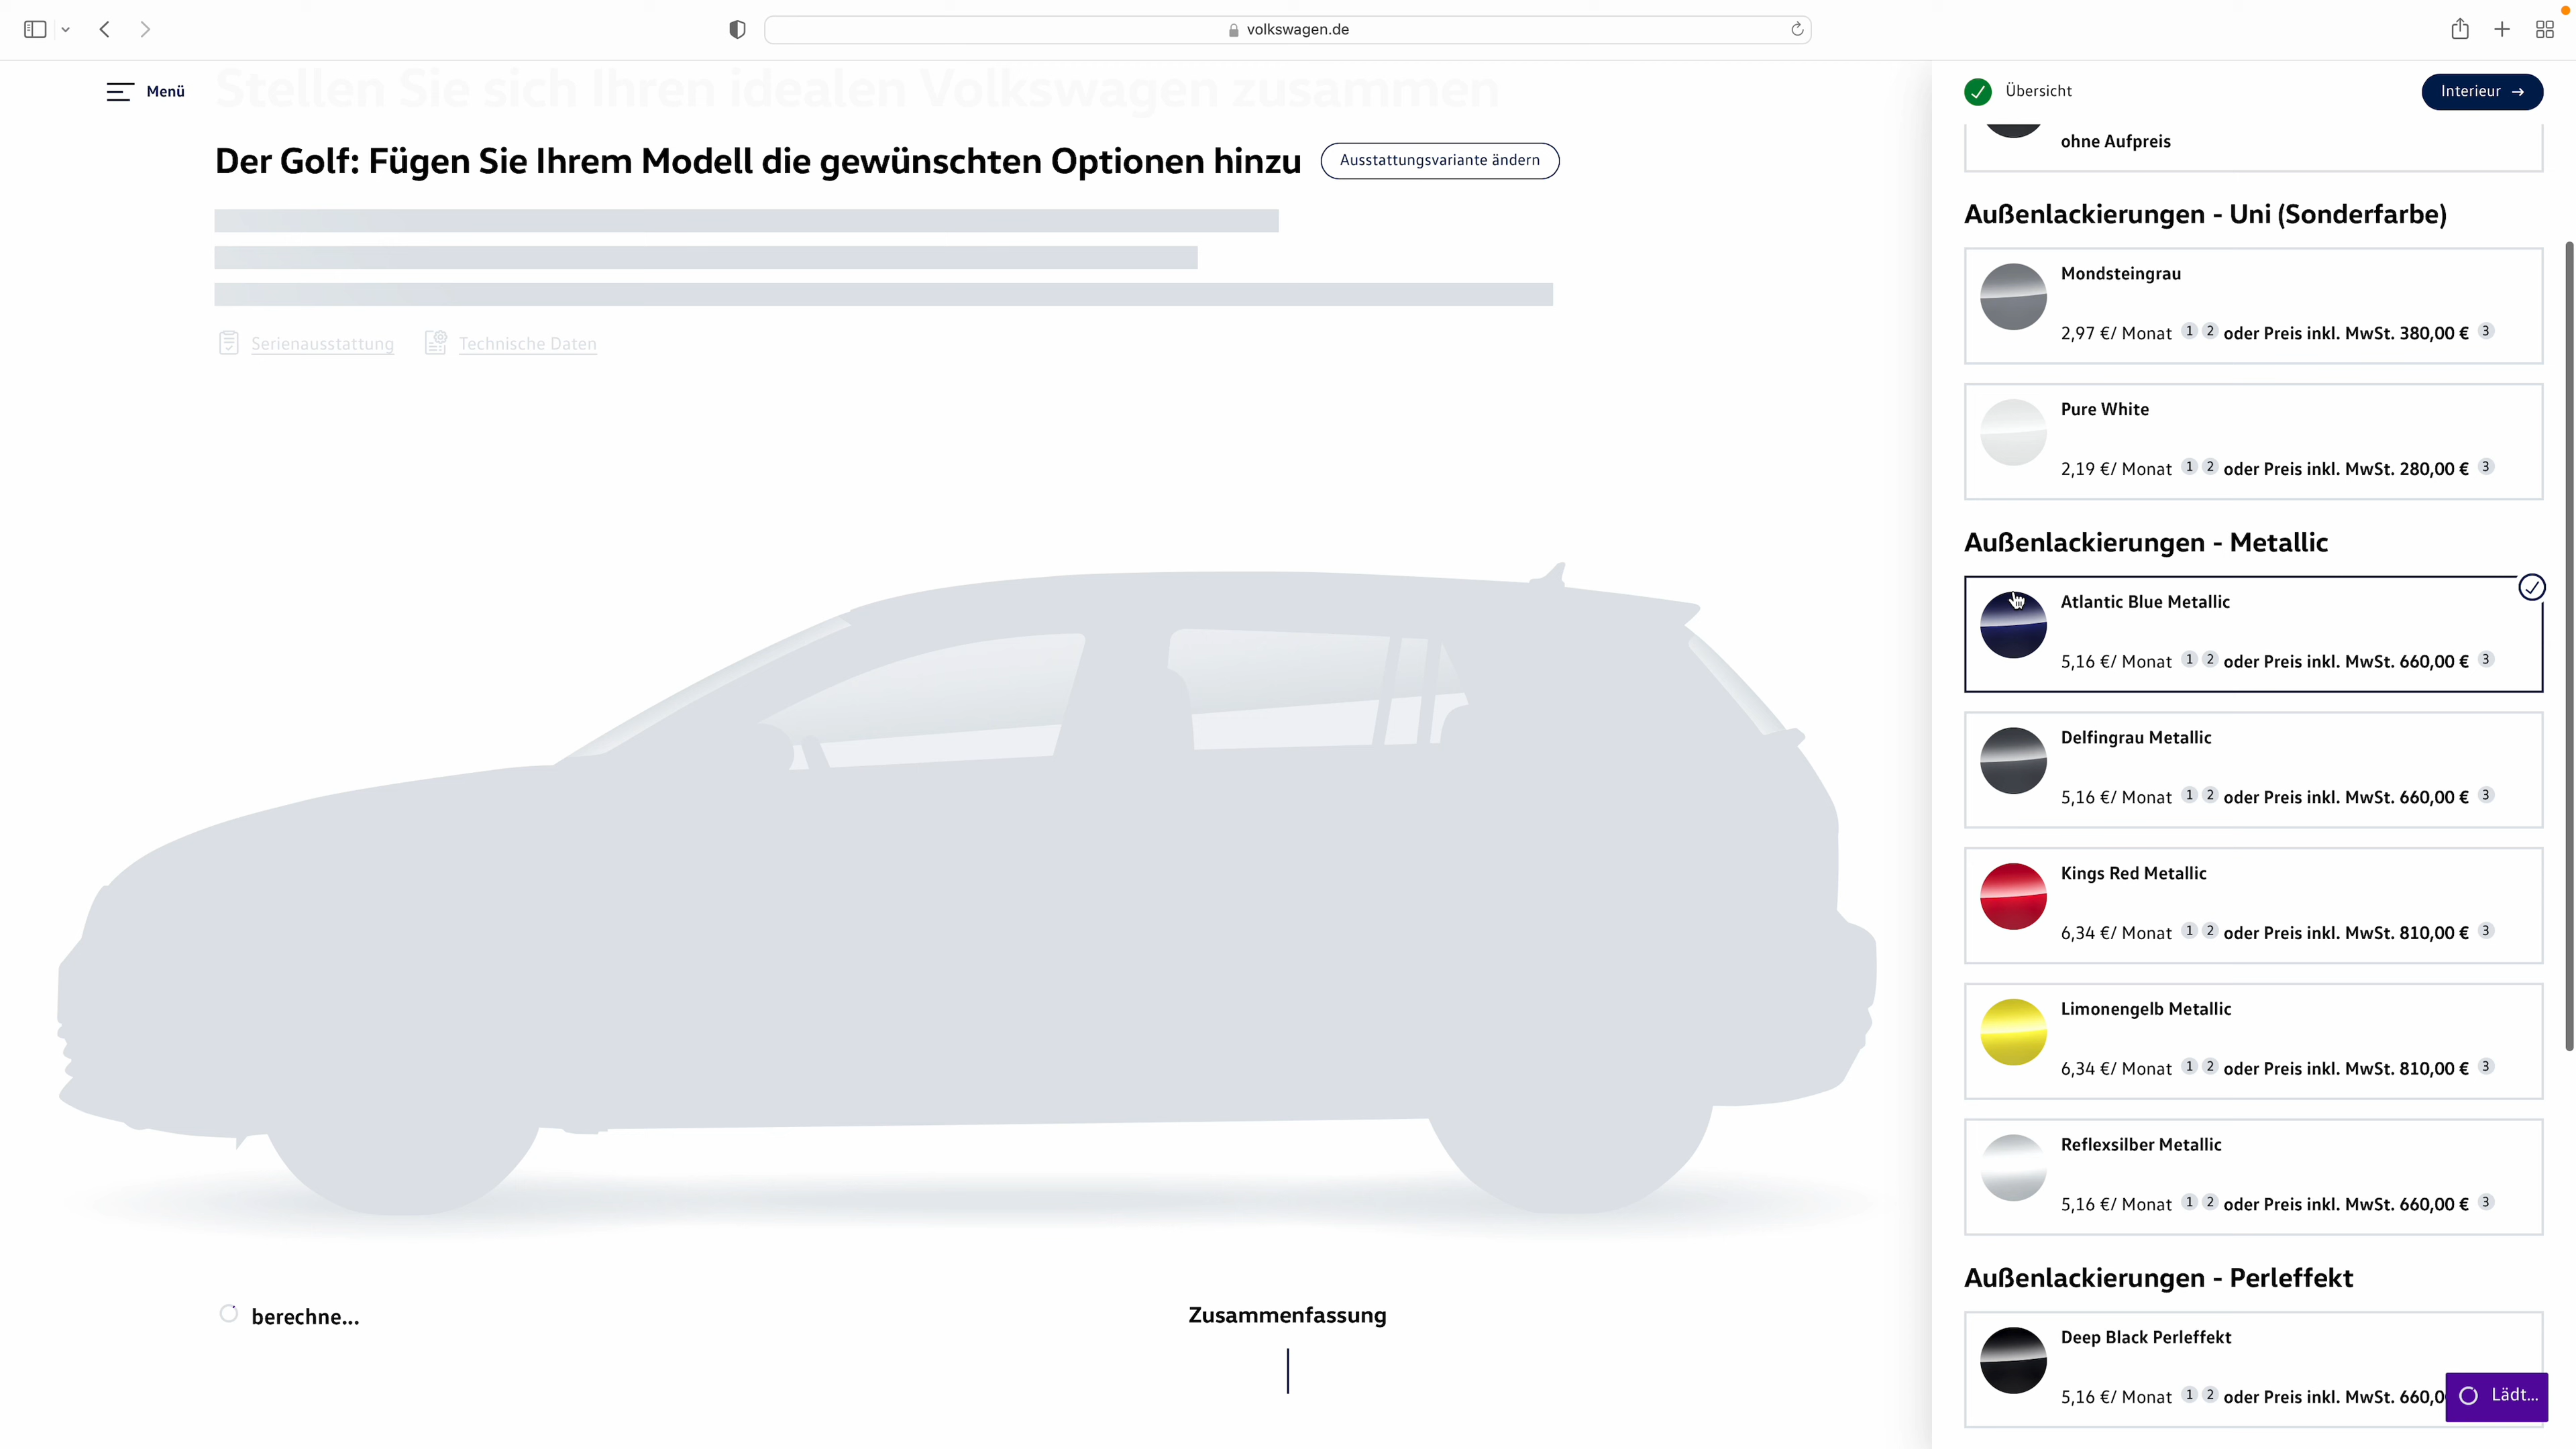 volkswagen.de
Menü
Stellen Sie sich Ihren idealen Volkswagen zusammen
Der Golf: Fügen Sie Ihrem Modell die gewünschten Optionen hinzu
Ausstattungsvariante ändern
Serienausstattung
Technische Daten
berechne...
Zusammenfassung
Übersicht
Interieur →
ohne Aufpreis
Außenlackierungen - Uni (Sonderfarbe)
Mondsteingrau
2,97 €/ Monat 1 2 oder Preis inkl. MwSt. 380,00 € 3
Pure White
2,19 €/ Monat 1 2 oder Preis inkl. MwSt. 280,00 € 3
Außenlackierungen - Metallic
Atlantic Blue Metallic
5,16 €/ Monat 1 2 oder Preis inkl. MwSt. 660,00 € 3
Delfingrau Metallic
5,16 €/ Monat 1 2 oder Preis inkl. MwSt. 660,00 € 3
Kings Red Metallic
6,34 €/ Monat 1 2 oder Preis inkl. MwSt. 810,00 € 3
Limonengelb Metallic
6,34 €/ Monat 1 2 oder Preis inkl. MwSt. 810,00 € 3
Reflexsilber Metallic
5,16 €/ Monat 1 2 oder Preis inkl. MwSt. 660,00 € 3
Außenlackierungen - Perleffekt
Deep Black Perleffekt
5,16 €/ Monat 1 2 oder Preis inkl. MwSt. 660,0
Lädt...